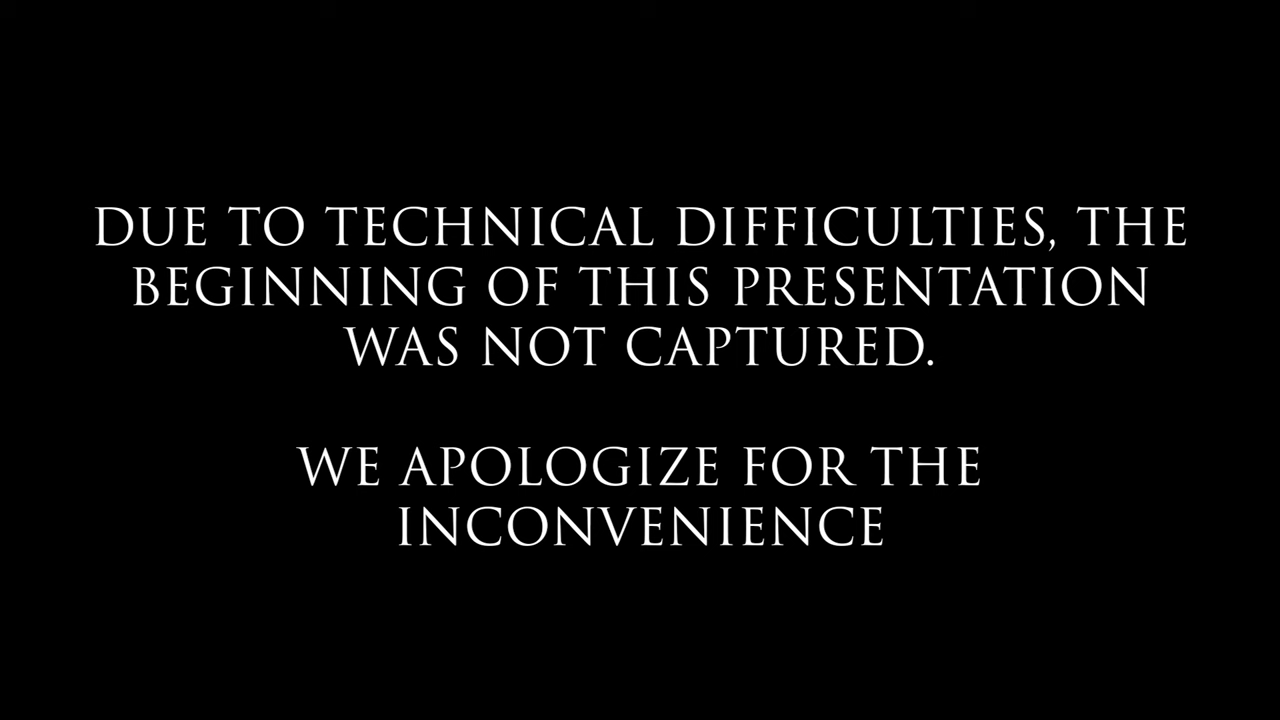 DUE TO TECHNICAL DIFFICULTIES, THE
BEGINNING OF THIS PRESENTATION
WAS NOT CAPTURED.
WE APOLOGIZE FOR THE
INCONVENIENCE